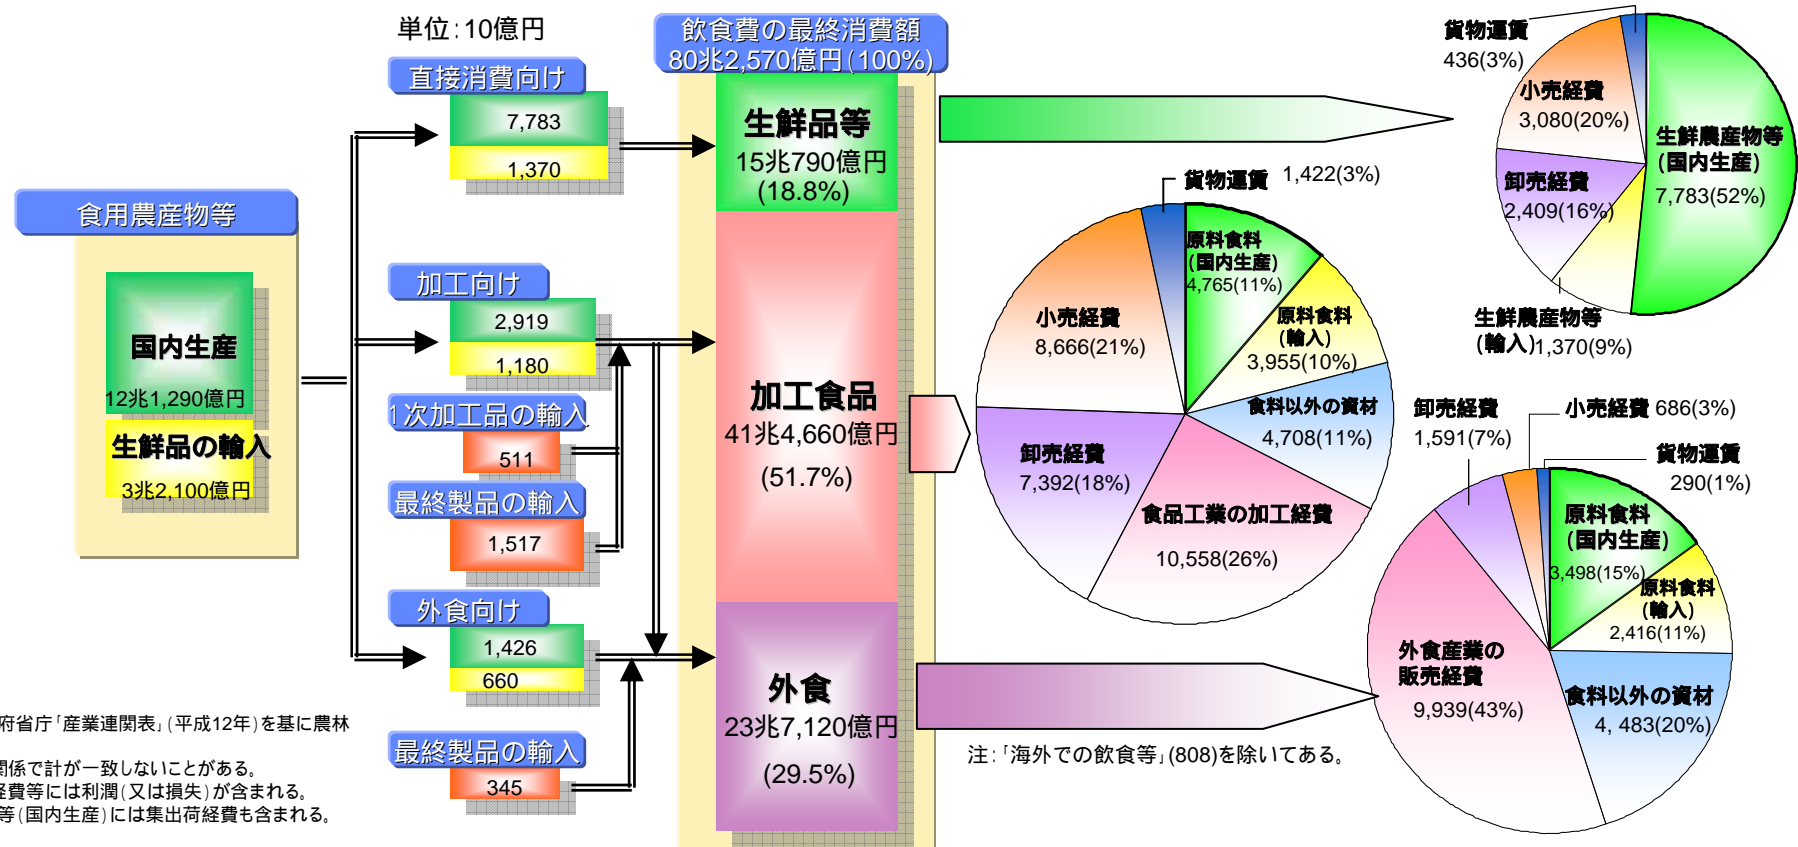 単位:10億円
食用農産物等
国内生産
12兆1,290億円
生鮮品の輸入
3兆2,100億円
直接消費向け
7,783
1,370
加工向け
2,919
1,180
1次加工品の輸入
511
最終製品の輸入
1,517
外食向け
1,426
660
最終製品の輸入
345
飲食費の最終消費額
80兆2,570億円(100%)
生鮮品等
15兆790億円
(18.8%)
加工食品
41兆4,660億円
(51.7%)
外食
23兆7,120億円
(29.5%)
貨物運賃
436(3%)
小売経費
3,080(20%)
卸売経費
2,409(16%)
生鮮農産物等
(国内生産)
7,783(52%)
生鮮農産物等
(輸入)1,370(9%)
貨物運賃 1,422(3%)
原料食料
(国内生産)
4,765(11%)
原料食料
(輸入)
3,955(10%)
食料以外の資材
4,708(11%)
食品工業の加工経費
10,558(26%)
卸売経費
7,392(18%)
小売経費
8,666(21%)
卸売経費
1,591(7%)
小売経費 686(3%)
貨物運賃
290(1%)
原料食料
(国内生産)
3,498(15%)
原料食料
(輸入)
2,416(11%)
食料以外の資材
4, 483(20%)
外食産業の
販売経費
9,939(43%)
注:「海外での飲食等」(808)を除いてある。
府省庁「産業連関表」(平成12年)を基に農林
関係で計が一致しないことがある。
経費等には利潤(又は損失)が含まれる。
等(国内生産)には集出荷経費も含まれる。